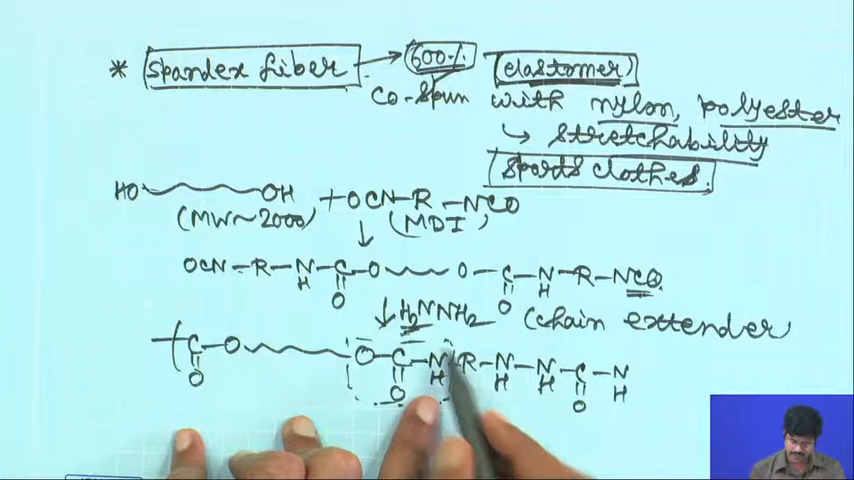 * Spandex fiber → 600% (elastomer)
co-spun with nylon, polyester
↳ stretchability
Sports clothes.
HO OH + OCN-R-NCO
(MW~2000) (MDI)
OCN-R-N-C-O O-C-N-R-NCO
H O O H
H2NNH2 (chain extender
C-O O-C-N-R-N-N-C-N
O O H H H O H